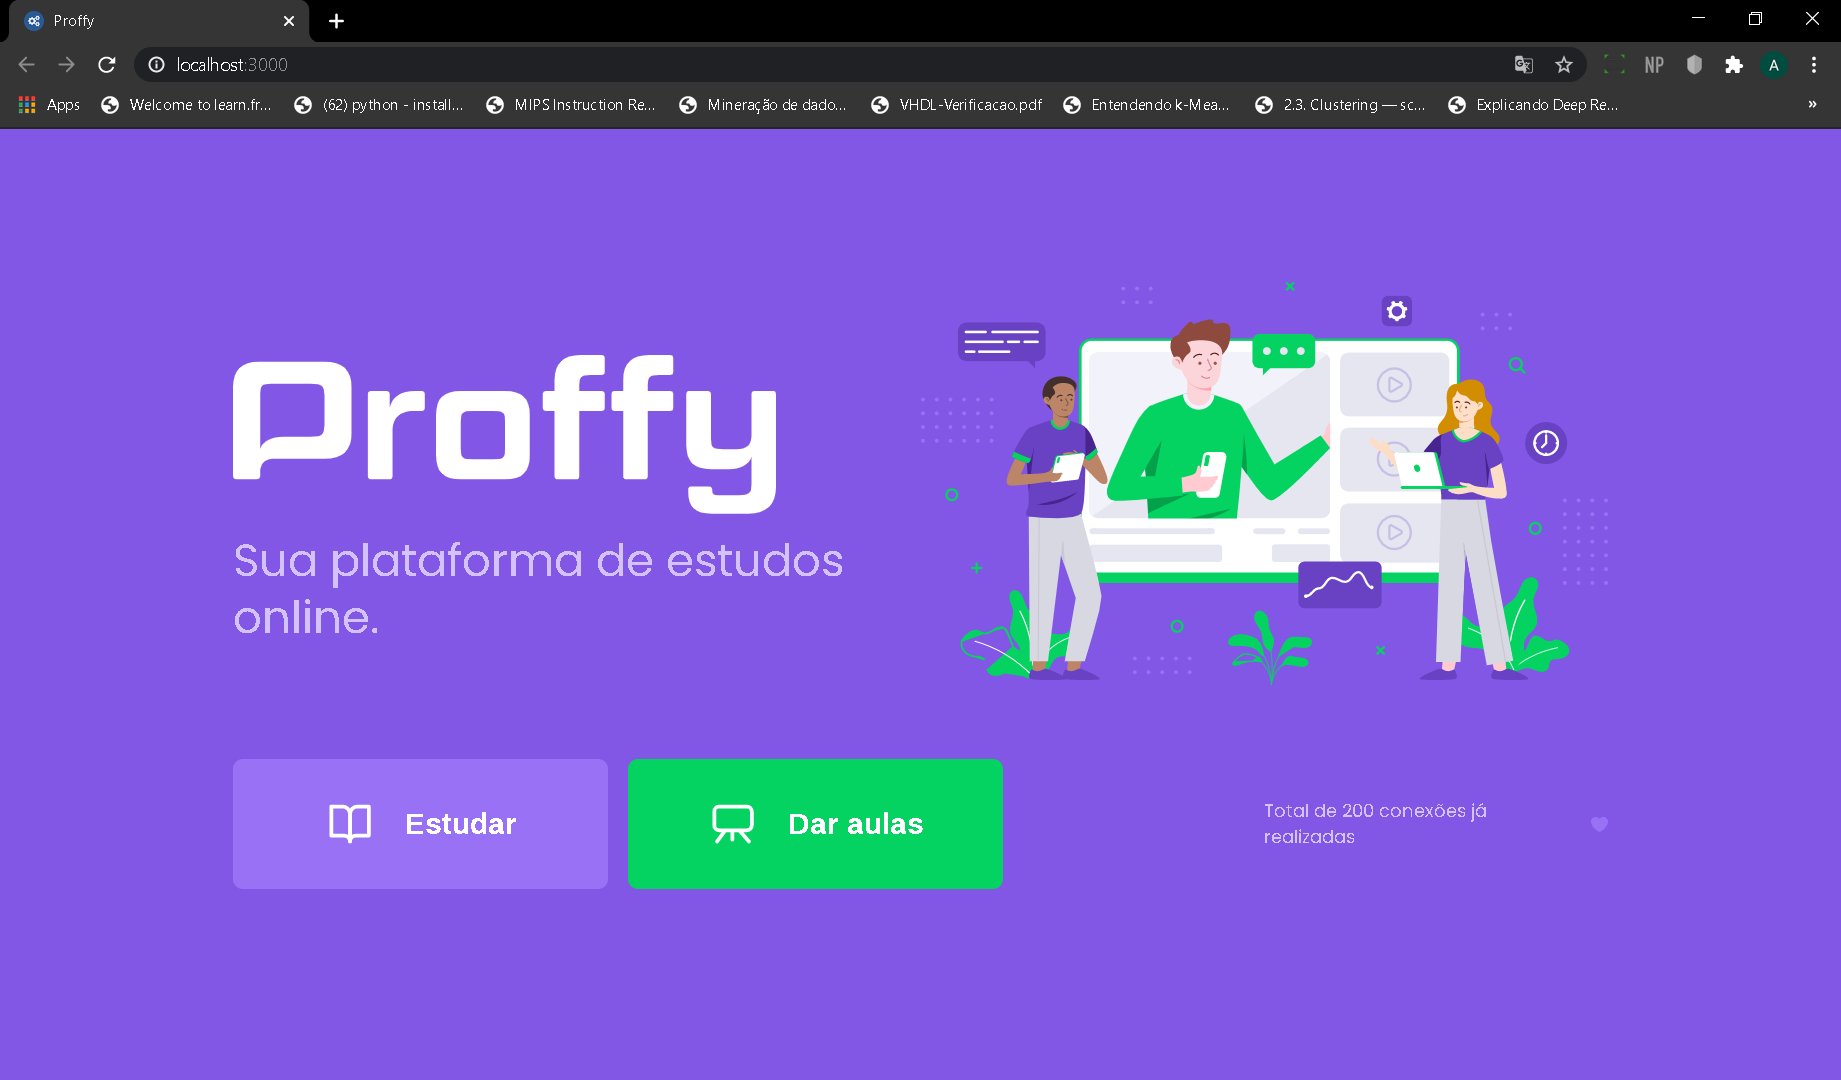 Proffy
localhost:3000
NP
A
Apps
Welcome to learn.fr...
(62) python - install...
MIPS Instruction Re...
Mineração de dado...
VHDL-Verificacao.pdf
Entendendo k-Mea...
2.3. Clustering — sc...
Explicando Deep Re...
»
Proffy
Sua plataforma de estudos
online.
Estudar
Dar aulas
Total de 200 conexões já
realizadas